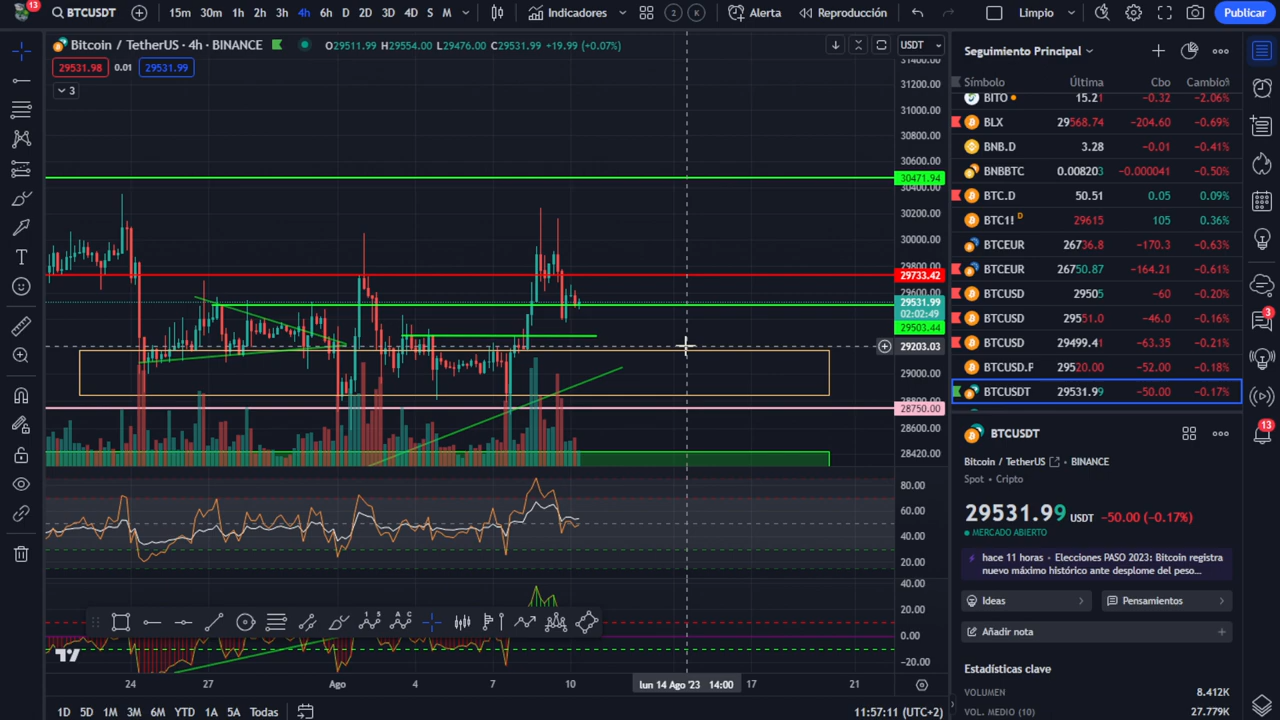 13
BTCUSDT
15m 30m 1h 2h 3h 4h 6h D 2D 3D 4D S M
Indicadores
2 K
Alerta
Reproducción
Limpio
Publicar
Bitcoin / TetherUS · 4h · BINANCE
O29511.99 H29554.00 L29476.00 C29531.99 +19.99 (+0.07%)
USDT
29531.98 0.01 29531.99
3
31400.00
31200.00
31000.00
30800.00
30600.00
30471.94
30400.00
30200.00
30000.00
29800.00
29733.42
29600.00
29531.99
02:02:49
29503.44
29203.03
29000.00
28800.00
28750.00
28600.00
28420.00
80.00
60.00
40.00
20.00
40.00
20.00
0.00
−20.00
24 27 Ago 4 7 10 lun 14 Ago '23 14:00 17 21
1D 5D 1M 3M 6M YTD 1A 5A Todas
11:57:11 (UTC+2)
Seguimiento Principal
Símbolo Última Cbo Cambio%
BITO 15.21 −0.32 −2.06%
BLX 29568.74 −204.60 −0.69%
BNB.D 3.28 −0.01 −0.41%
BNBBTC 0.008203 −0.000041 −0.50%
BTC.D 50.51 0.05 0.09%
BTC1! D 29615 105 0.36%
BTCEUR 26736.8 −170.3 −0.63%
BTCEUR 26750.87 −164.21 −0.61%
BTCUSD 29505 −60 −0.20%
BTCUSD 29551.0 −46.0 −0.16%
BTCUSD 29499.41 −63.31 −0.21%
BTCUSD.P 29520.00 −52.00 −0.18%
BTCUSDT 29531.99 −50.00 −0.17%
BTCUSDT
Bitcoin / TetherUS · BINANCE
Spot • Cripto
29531.99 USDT −50.00 (−0.17%)
MERCADO ABIERTO
hace 11 horas • Elecciones PASO 2023: Bitcoin registra
nuevo máximo histórico ante desplome del peso...
Ideas
Pensamientos
Añadir nota
Estadísticas clave
VOLUMEN 8.412K
VOL. MEDIO (10) 27.779K
3
13